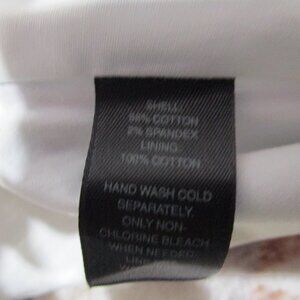 SHELL:
98% COTTON
2% SPANDEX
LINING:
100% COTTON
HAND WASH COLD
SEPARATELY.
ONLY NON-
CHLORINE BLEACH
WHEN NEEDED.